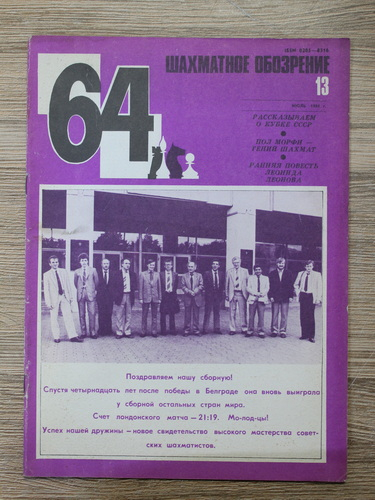 ISSN 0202-4314
64
ШАХМАТНОЕ ОБОЗРЕНИЕ
13
ИЮЛЬ
РАССКАЗЫВАЕМ
О КУБКЕ СССР
ПОЛ МОРФИ —
ГЕНИЙ ШАХМАТ
РАННЯЯ ПОВЕСТЬ
ЛЕОНИДА
ЛЕОНОВА
Поздравляем нашу сборную!
Спустя четырнадцать лет после победы в Белграде она вновь выиграла
у сборной остальных стран мира.
Счет лондонского матча — 21:19. Мо-лод-цы!
Успех нашей дружины — новое свидетельство высокого мастерства совет-
ских шахматистов.